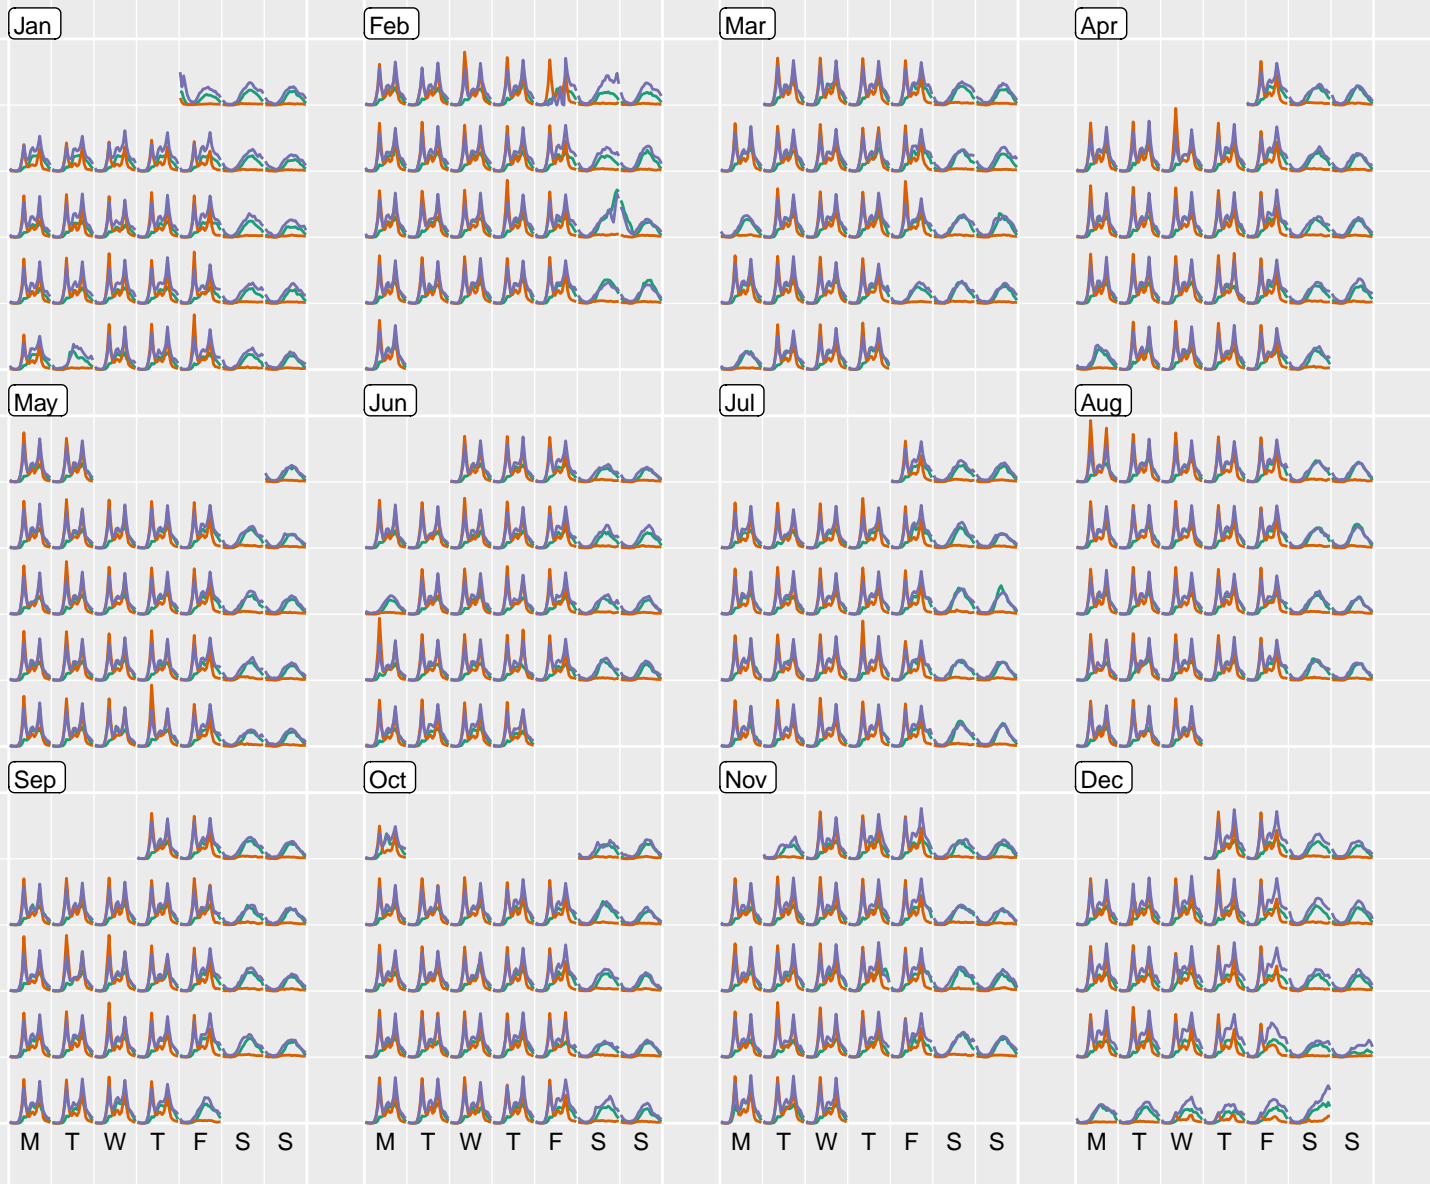 Jan Feb Mar Apr
May Jun Jul Aug
Sep Oct Nov Dec
M T W T F S S M T W T F S S M T W T F S S M T W T F S S